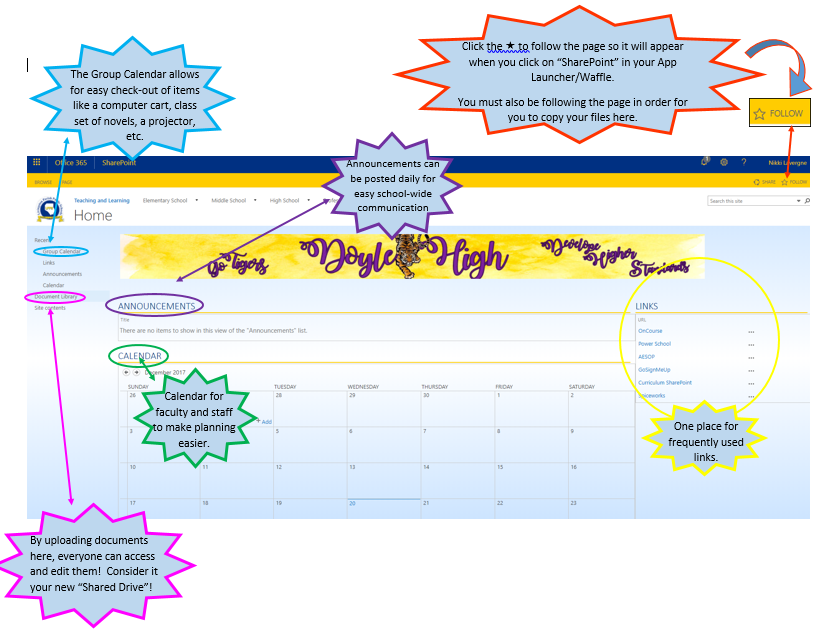 The Group Calendar allows
for easy check-out of items
like a computer cart, class
set of novels, a projector,
etc.
Click the ★ to follow the page so it will appear
when you click on “SharePoint” in your App
Launcher/Waffle.
You must also be following the page in order for
you to copy your files here.
FOLLOW
Announcements can
be posted daily for
easy school-wide
communication
Office 365 SharePoint
? Nikki Lavergne
BROWSE PAGE
SHARE FOLLOW
Teaching and Learning Elementary School Middle School High School
Search this site
Home
Recent
Group Calendar
Links
Announcements
Calendar
Document Library
Site contents
Go Tigers Doyle High Develope Higher Standards
ANNOUNCEMENTS
Title
There are no items to show in this view of the "Announcements" list.
CALENDAR
December 2017
SUNDAY TUESDAY WEDNESDAY THURSDAY FRIDAY SATURDAY
26 28 29 30 1 2
+ Add
3 5 6 7 8 9
10 11 12 13 14 15 16
17 18 19 20 21 22 23
Calendar for
faculty and staff
to make planning
easier.
LINKS
URL
OnCourse ...
Power School ...
AESOP ...
GoSignMeUp ...
Curriculum SharePoint ...
Voiceworks ...
One place for
frequently used
links.
By uploading documents
here, everyone can access
and edit them! Consider it
your new “Shared Drive”!